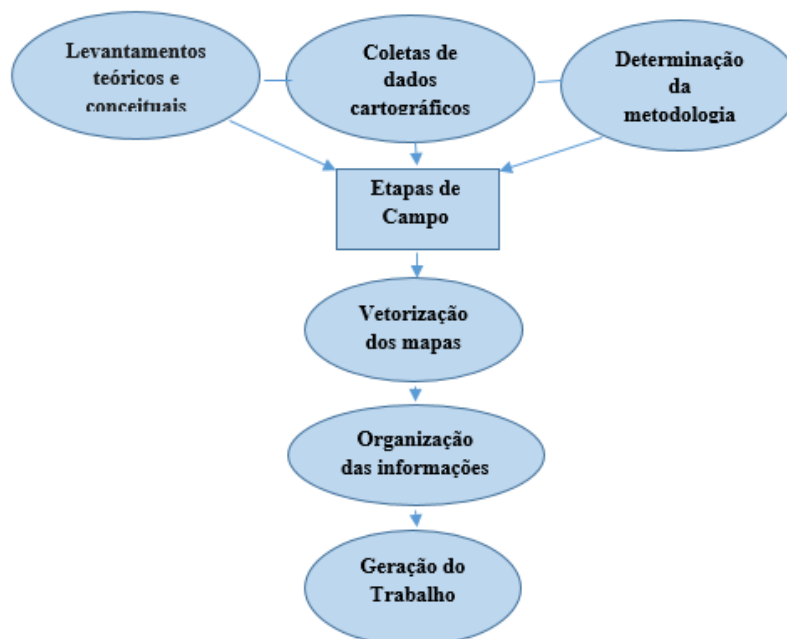 Levantamentos
teóricos e
conceituais
Coletas de
dados
cartográficos
Determinação
da
metodologia
Etapas de
Campo
Vetorização
dos mapas
Organização
das informações
Geração do
Trabalho